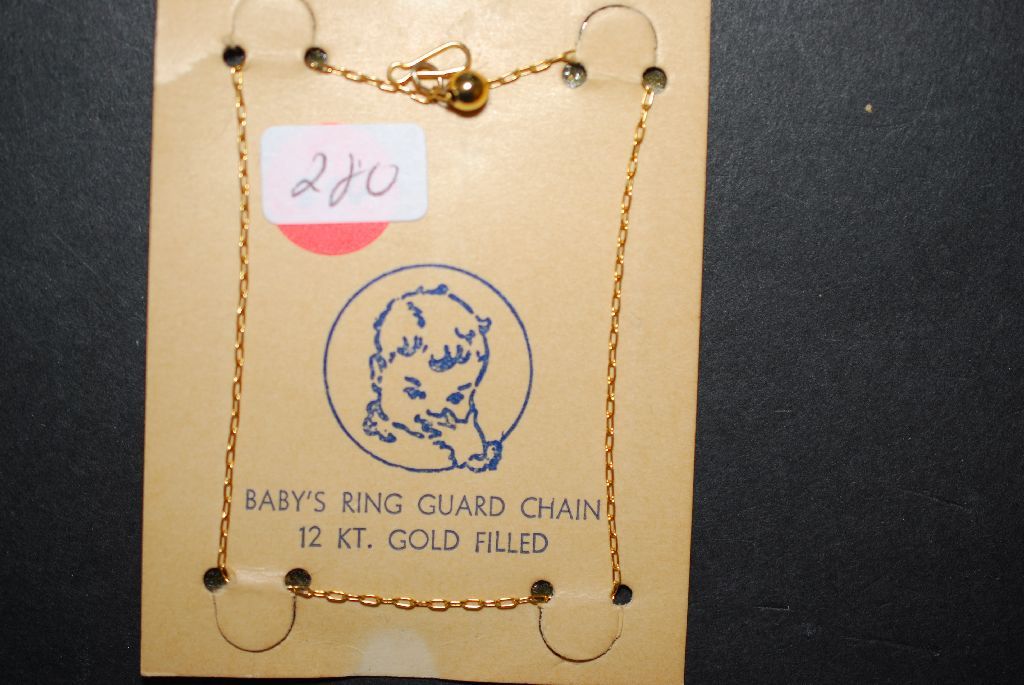 280
BABY'S RING GUARD CHAIN
12 KT. GOLD FILLED